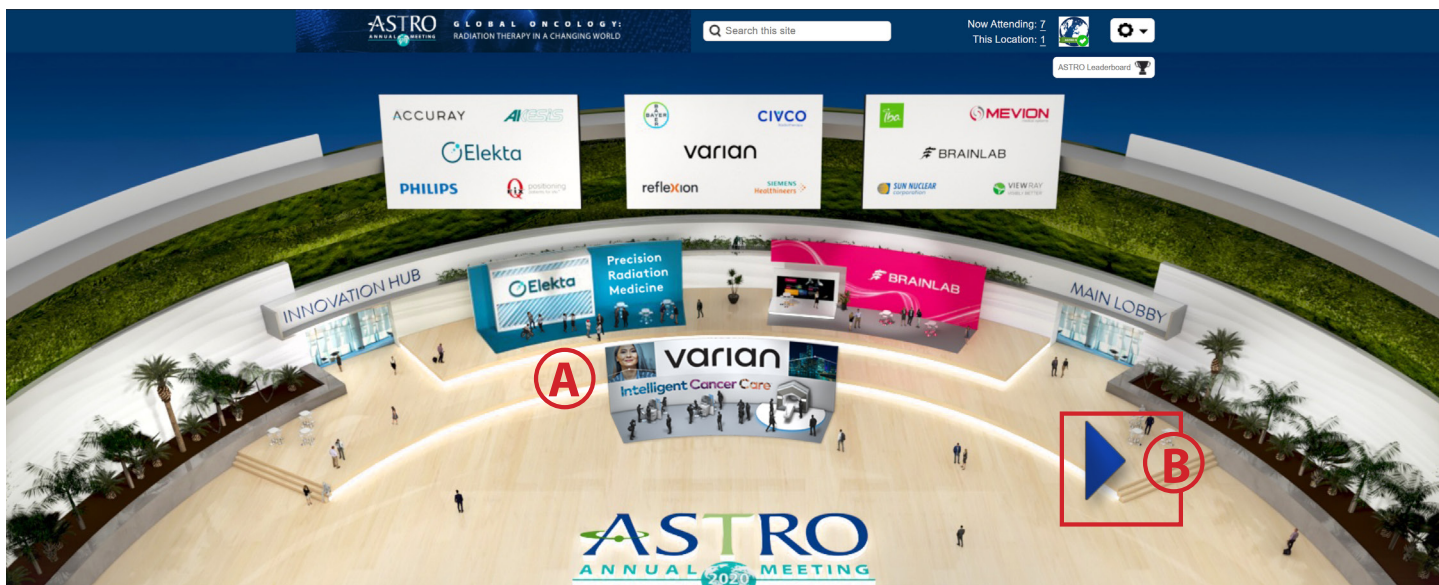 ASTRO
ANNUAL MEETING
GLOBAL ONCOLOGY:
RADIATION THERAPY IN A CHANGING WORLD
Search this site
Now Attending: 7
This Location: 1
ASTRO Leaderboard
ACCURAY
Elekta
PHILIPS
Qfix
positioning
BAYER
CIVCO
varian
reflexion
SIEMENS
Healthineers
iba
MEVION
BRAINLAB
SUN NUCLEAR
corporation
VIEWRAY
INNOVATION HUB
Elekta
Precision
Radiation
Medicine
BRAINLAB
MAIN LOBBY
varian
Intelligent Cancer Care
A
B
ASTRO
ANNUAL MEETING
2020